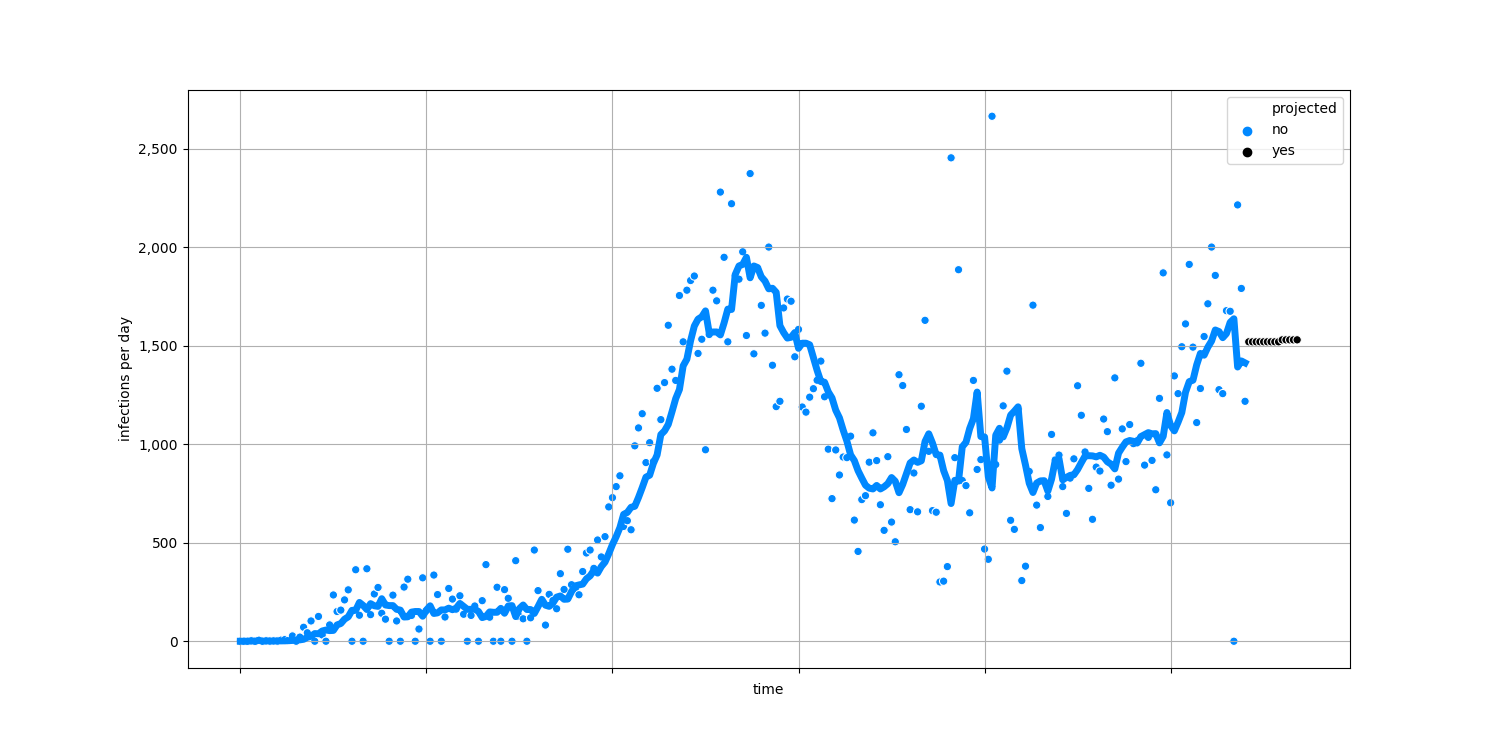 projected
no
yes
2,500
2,000
1,500
1,000
500
0
infections per day
time